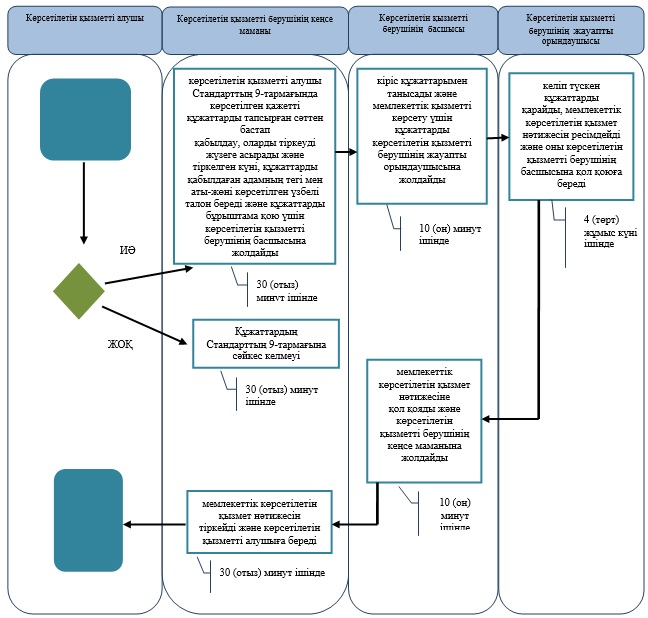 Көрсетілетін қызметті алушы
Көрсетілетін қызметті берушінің кеңсе
маманы
Көрсетілетін қызметті
берушінің басшысы
Көрсетілетін қызметті
берушінің жауапты
орындаушысы
көрсетілетін қызметті алушы
Стандарттың 9-тармағында
көрсетілген қажетті
құжаттарды тапсырған сәттен
бастап
қабылдау, оларды тіркеуді
жүзеге асырады және
тіркелген күні, құжаттарды
қабылдаған адамның тегі мен
аты-жөні көрсетілген үзбелі
талон береді және құжаттарды
бұрыштама қою үшін
көрсетілетін қызметті
берушінің басшысына
жолдайды
30 (отыз)
минут ішінде
кіріс құжаттарымен
танысады және
мемлекеттік қызметті
көрсету үшін
құжаттарды
көрсетілетін қызметті
берушінің жауапты
орындаушысына
жолдайды
10 (он) минут
ішінде
келіп түскен
құжаттарды
қарайды, мемлекеттік
көрсетілетін қызмет
нәтижесін ресімдейді
және оны көрсетілетін
қызметті берушінің
басшысына қол қоюға
береді
4 (төрт)
жұмыс күні
ішінде
ИӘ
ЖОҚ
Құжаттардың
Стандарттың 9-тармағына
сәйкес келмеуі
30 (отыз) минут
ішінде
мемлекеттік
көрсетілетін қызмет
нәтижесіне
қол қояды және
көрсетілетін
қызметті берушінің
кеңсе маманына
жолдайды
10 (он)
минут
ішінде
мемлекеттік көрсетілетін
қызмет нәтижесін
тіркейді және көрсетілетін
қызметті алушыға береді
30 (отыз) минут ішінде